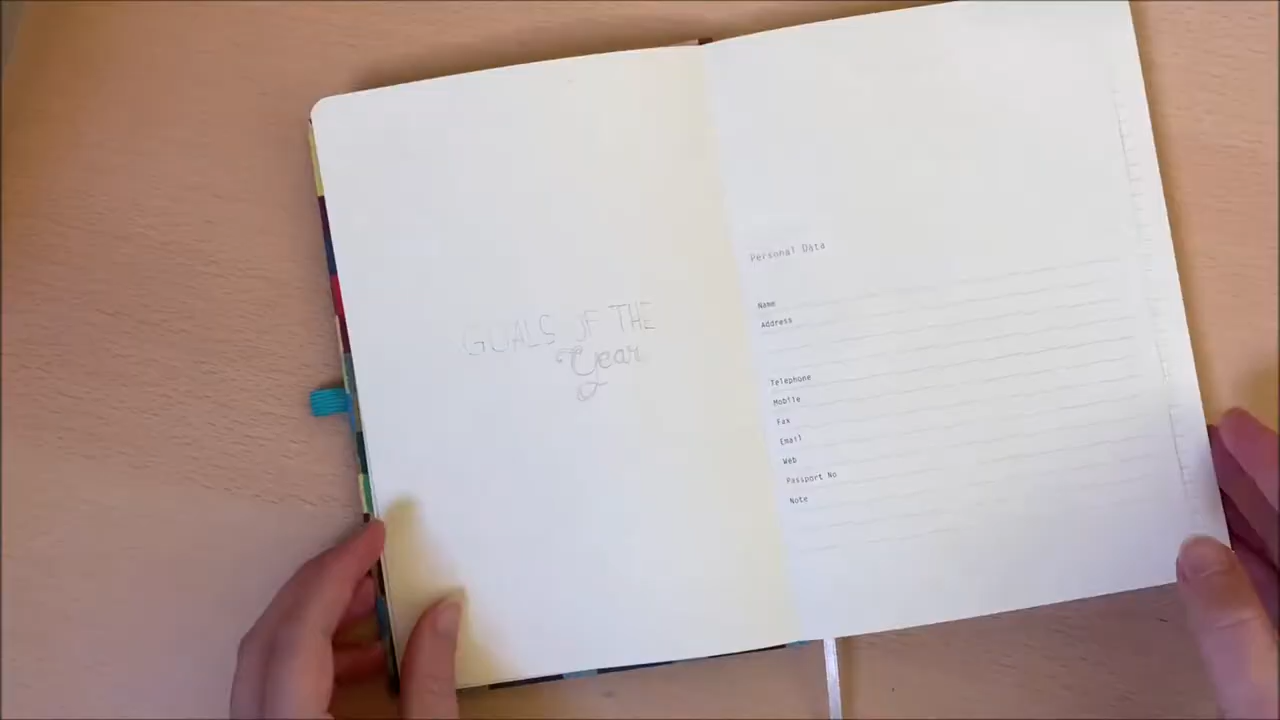 GOALS OF THE
Year
Personal Data
Name
Address
Telephone
Mobile
Fax
Email
Web
Passport No
Note